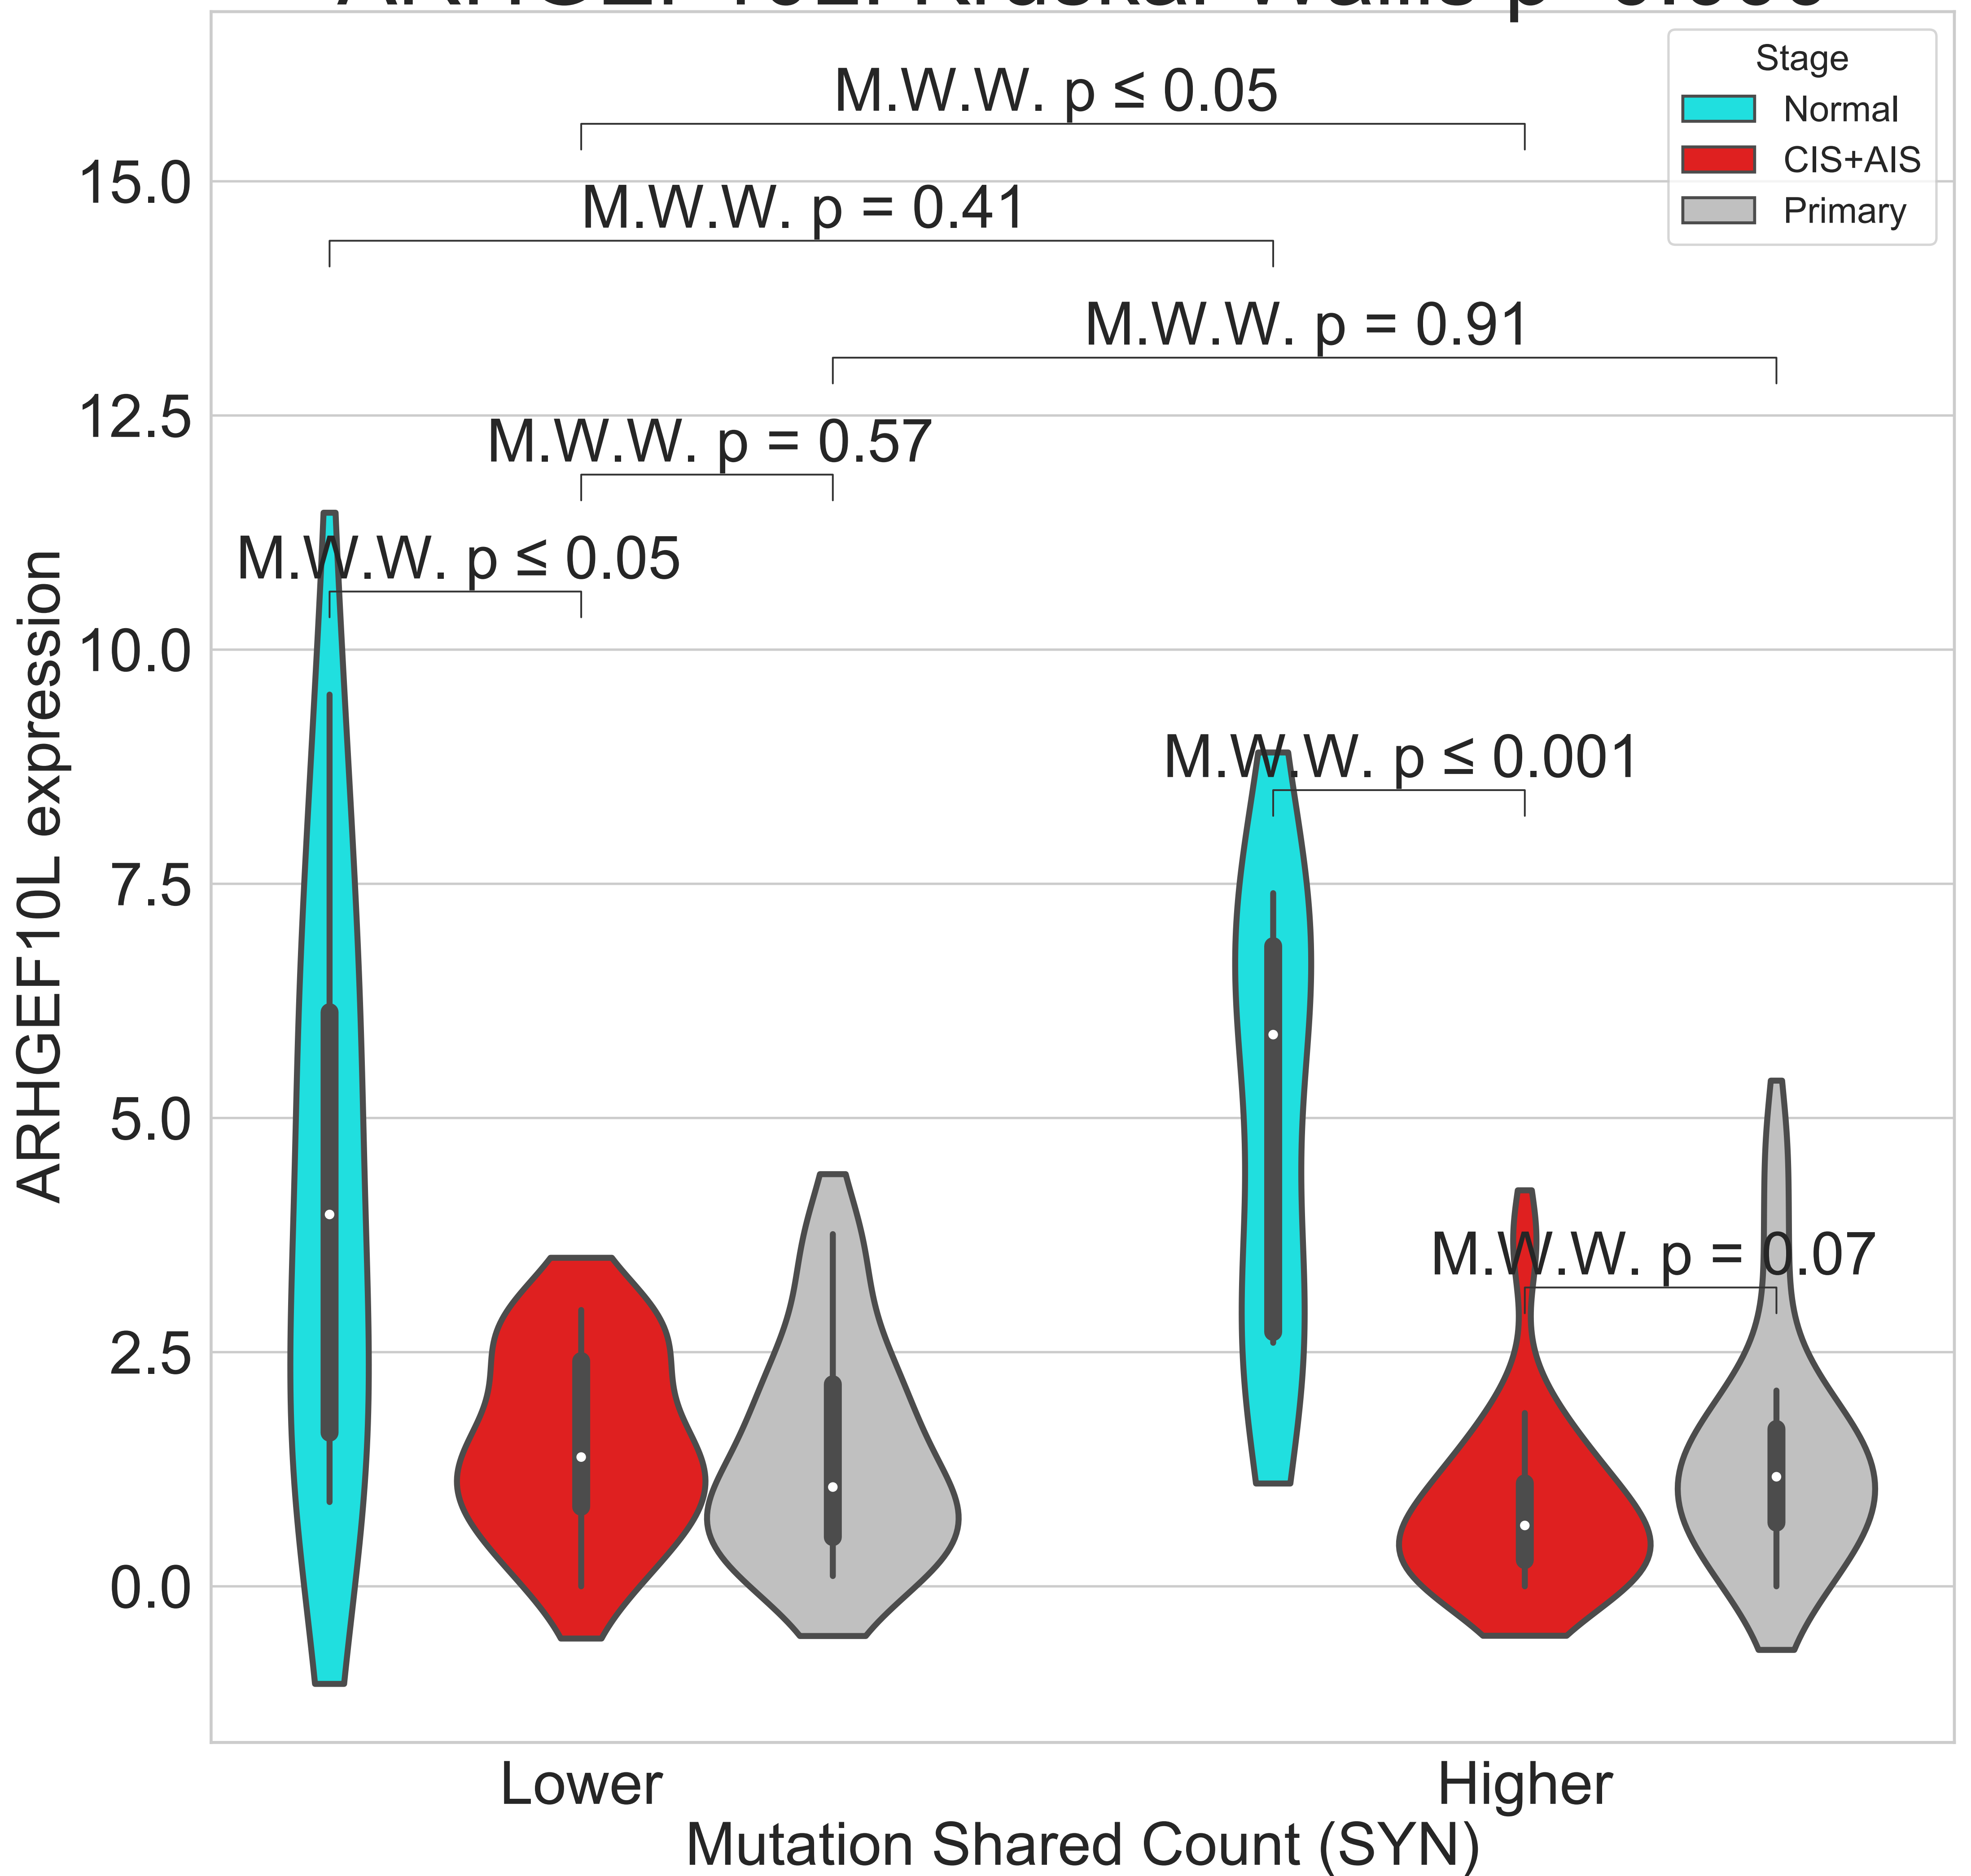 Stage
Normal
CIS+AIS
Primary
M.W.W. p ≤ 0.05
M.W.W. p = 0.41
M.W.W. p = 0.91
M.W.W. p = 0.57
M.W.W. p ≤ 0.05
M.W.W. p ≤ 0.001
M.W.W. p = 0.07
15.0
12.5
10.0
7.5
5.0
2.5
0.0
ARHGEF10L expression
Lower
Higher
Mutation Shared Count (SYN)